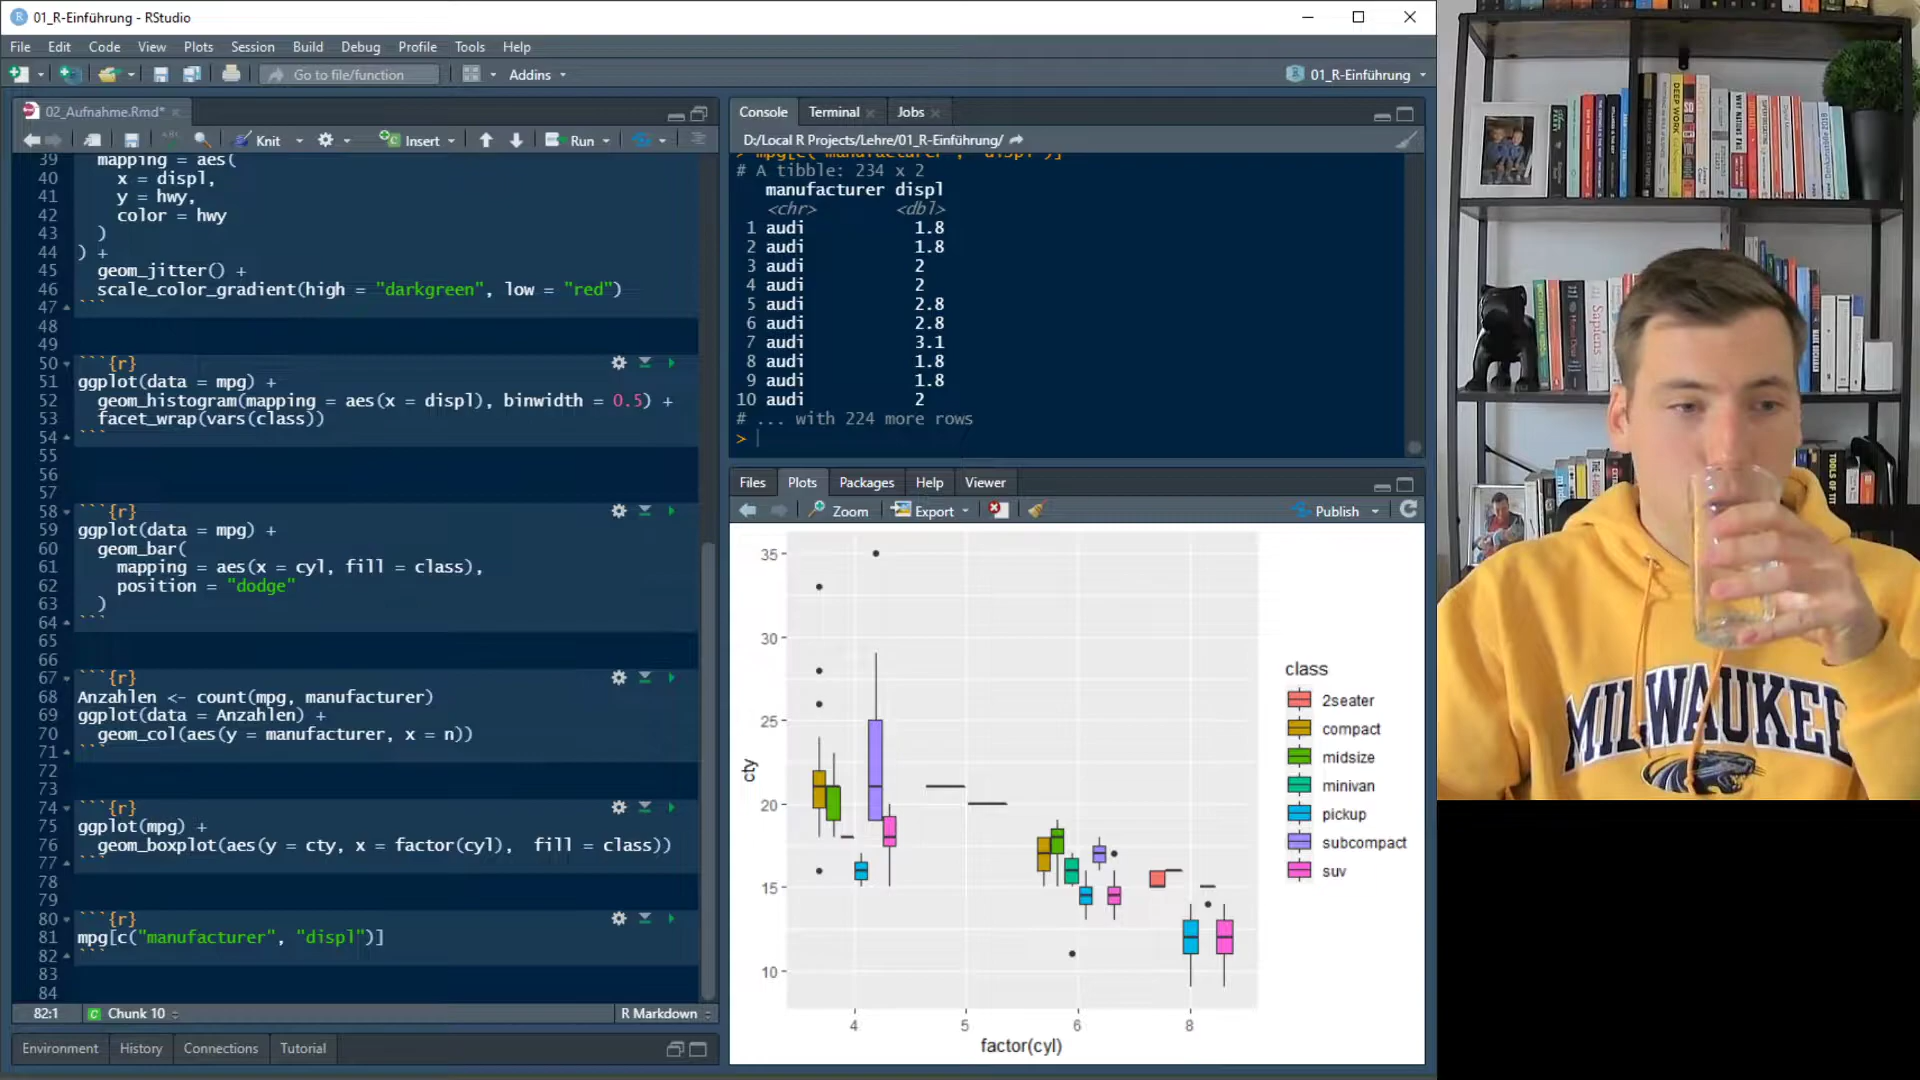 01_R-Einführung - RStudio
File Edit Code View Plots Session Build Debug Profile Tools Help
Go to file/function Addins 01_R-Einführung
02_Aufnahme.Rmd*
Knit Insert Run
39 mapping = aes(
40 x = displ,
41 y = hwy,
42 color = hwy
43 )
44 ) +
45 geom_jitter() +
46 scale_color_gradient(high = "darkgreen", low = "red")
47 ```
48
49
50 ```{r}
51 ggplot(data = mpg) +
52 geom_histogram(mapping = aes(x = displ), binwidth = 0.5) +
53 facet_wrap(vars(class))
54 ```
55
56
57
58 ```{r}
59 ggplot(data = mpg) +
60 geom_bar(
61 mapping = aes(x = cyl, fill = class),
62 position = "dodge"
63 )
64 ```
65
66
67 ```{r}
68 Anzahlen <- count(mpg, manufacturer)
69 ggplot(data = Anzahlen) +
70 geom_col(aes(y = manufacturer, x = n))
71 ```
72
73
74 ```{r}
75 ggplot(mpg) +
76 geom_boxplot(aes(y = cty, x = factor(cyl), fill = class))
77 ```
78
79
80 ```{r}
81 mpg[c("manufacturer", "displ")]
82 ```
83
84
82:1 Chunk 10 R Markdown
Environment History Connections Tutorial
Console Terminal Jobs
D:/Local R Projects/Lehre/01_R-Einführung/
> mpg[c("manufacturer", "displ")]
# A tibble: 234 x 2
manufacturer displ
<chr> <dbl>
1 audi 1.8
2 audi 1.8
3 audi 2
4 audi 2
5 audi 2.8
6 audi 2.8
7 audi 3.1
8 audi 1.8
9 audi 1.8
10 audi 2
# ... with 224 more rows
>
Files Plots Packages Help Viewer
Zoom Export Publish
35
30
25
20
15
10
cty
4 5 6 8
factor(cyl)
class
2seater
compact
midsize
minivan
pickup
subcompact
suv
DEEP WORK
Sapiens
TOOLS OF
MILWAUKEE